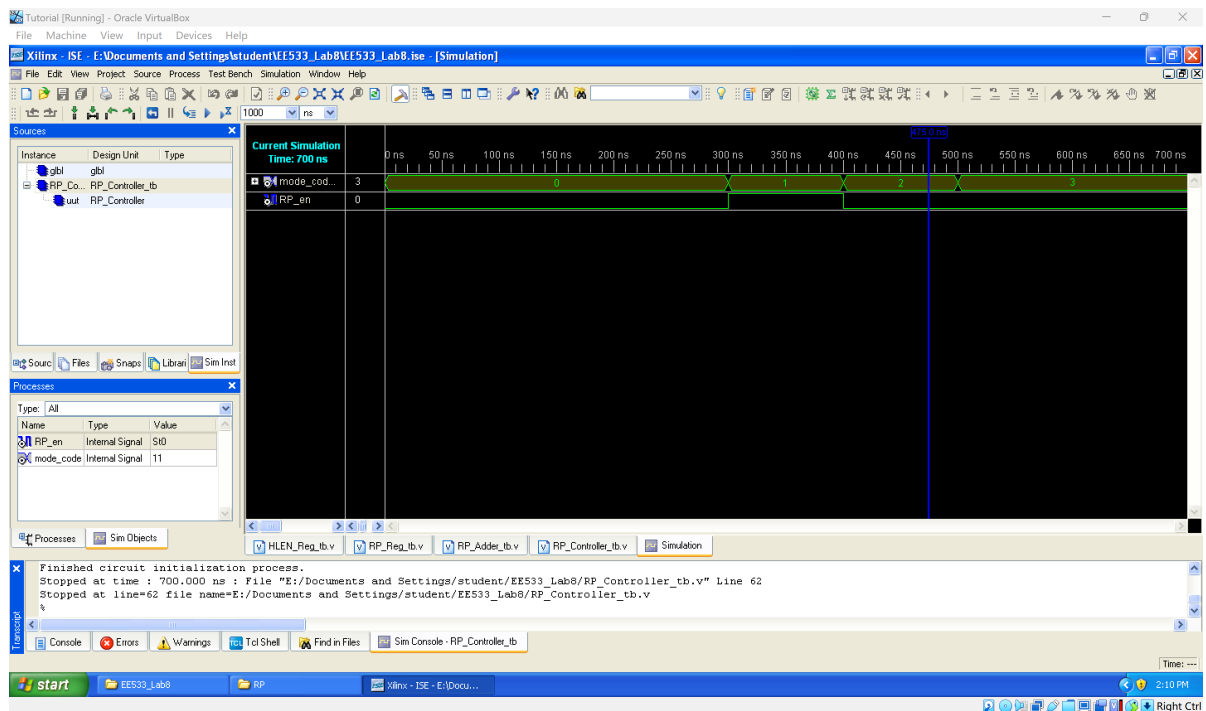 Tutorial [Running] - Oracle VirtualBox
File Machine View Input Devices Help
Xilinx - ISE - E:\Documents and Settings\student\EE533_Lab8\EE533_Lab8.ise - [Simulation]
File Edit View Project Source Process Test Bench Simulation Window Help
1000 ns
Sources
Instance Design Unit Type
glbl glbl
RP_Co... RP_Controller_tb
uut RP_Controller
Sourc Files Snaps Librari Sim Inst
Processes
Type: All
Name Type Value
RP_en Internal Signal St0
mode_code Internal Signal 11
Processes Sim Objects
475.0 ns
Current Simulation
Time: 700 ns
0 ns 50 ns 100 ns 150 ns 200 ns 250 ns 300 ns 350 ns 400 ns 450 ns 500 ns 550 ns 600 ns 650 ns 700 ns
mode_cod... 3 0 1 2 3
RP_en 0
HLEN_Reg_tb.v RP_Reg_tb.v RP_Adder_tb.v RP_Controller_tb.v Simulation
Finished circuit initialization process.
Stopped at time : 700.000 ns : File "E:/Documents and Settings/student/EE533_Lab8/RP_Controller_tb.v" Line 62
Stopped at line=62 file name=E:/Documents and Settings/student/EE533_Lab8/RP_Controller_tb.v
%
Transcript
Console Errors Warnings Tcl Shell Find in Files Sim Console - RP_Controller_tb
Time: ---
start EE533_Lab8 RP Xilinx - ISE - E:\Docu... 2:10 PM
Right Ctrl